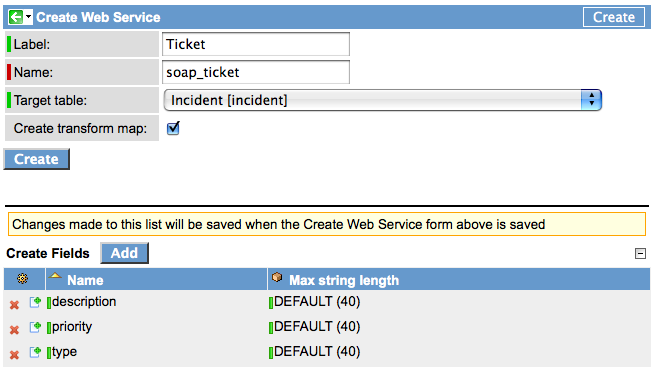 Create Web Service Create
Label: Ticket
Name: soap_ticket
Target table: Incident [incident]
Create transform map:
Create
Changes made to this list will be saved when the Create Web Service form above is saved
Create Fields Add
Name Max string length
description DEFAULT (40)
priority DEFAULT (40)
type DEFAULT (40)